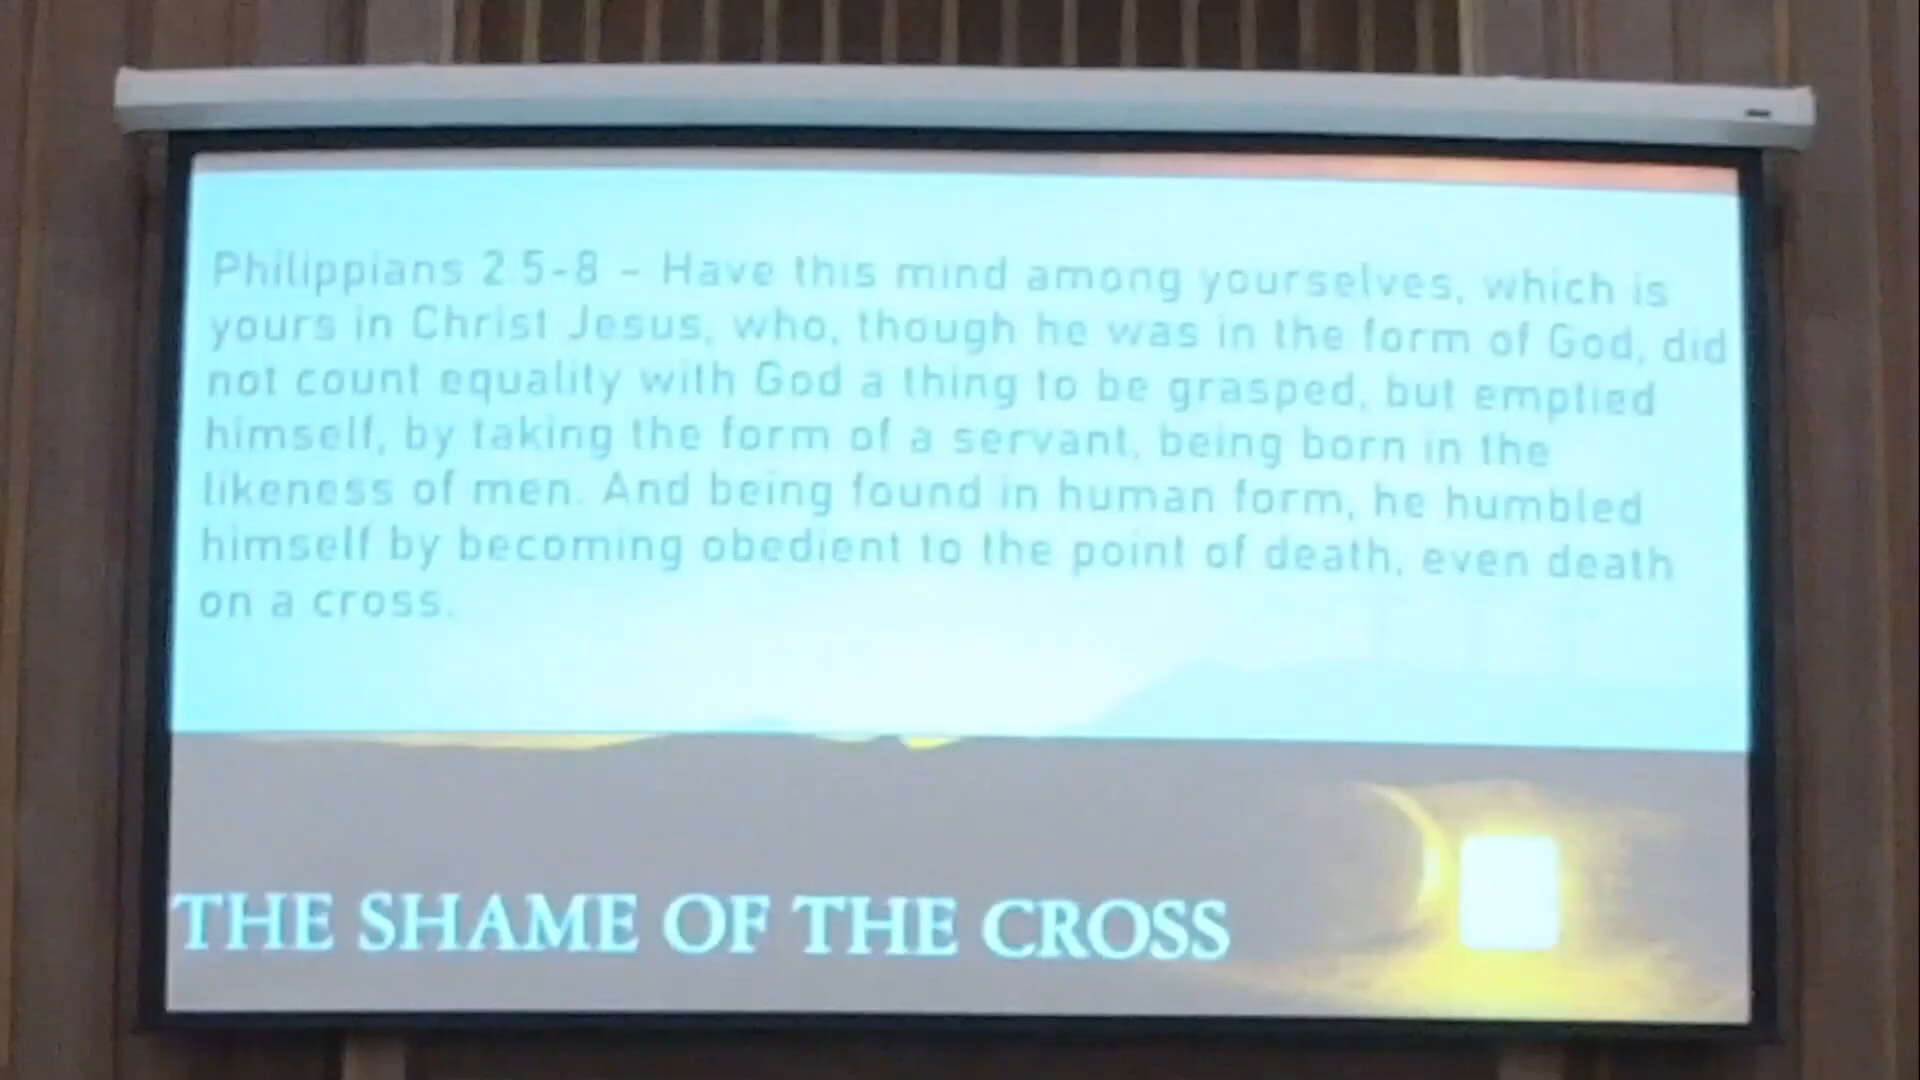 Philippians 2 5-8 - Have this mind among yourselves, which is
yours in Christ Jesus, who, though he was in the form of God, did
not count equality with God a thing to be grasped, but emptied
himself, by taking the form of a servant, being born in the
likeness of men. And being found in human form, he humbled
himself by becoming obedient to the point of death, even death
on a cross.
THE SHAME OF THE CROSS